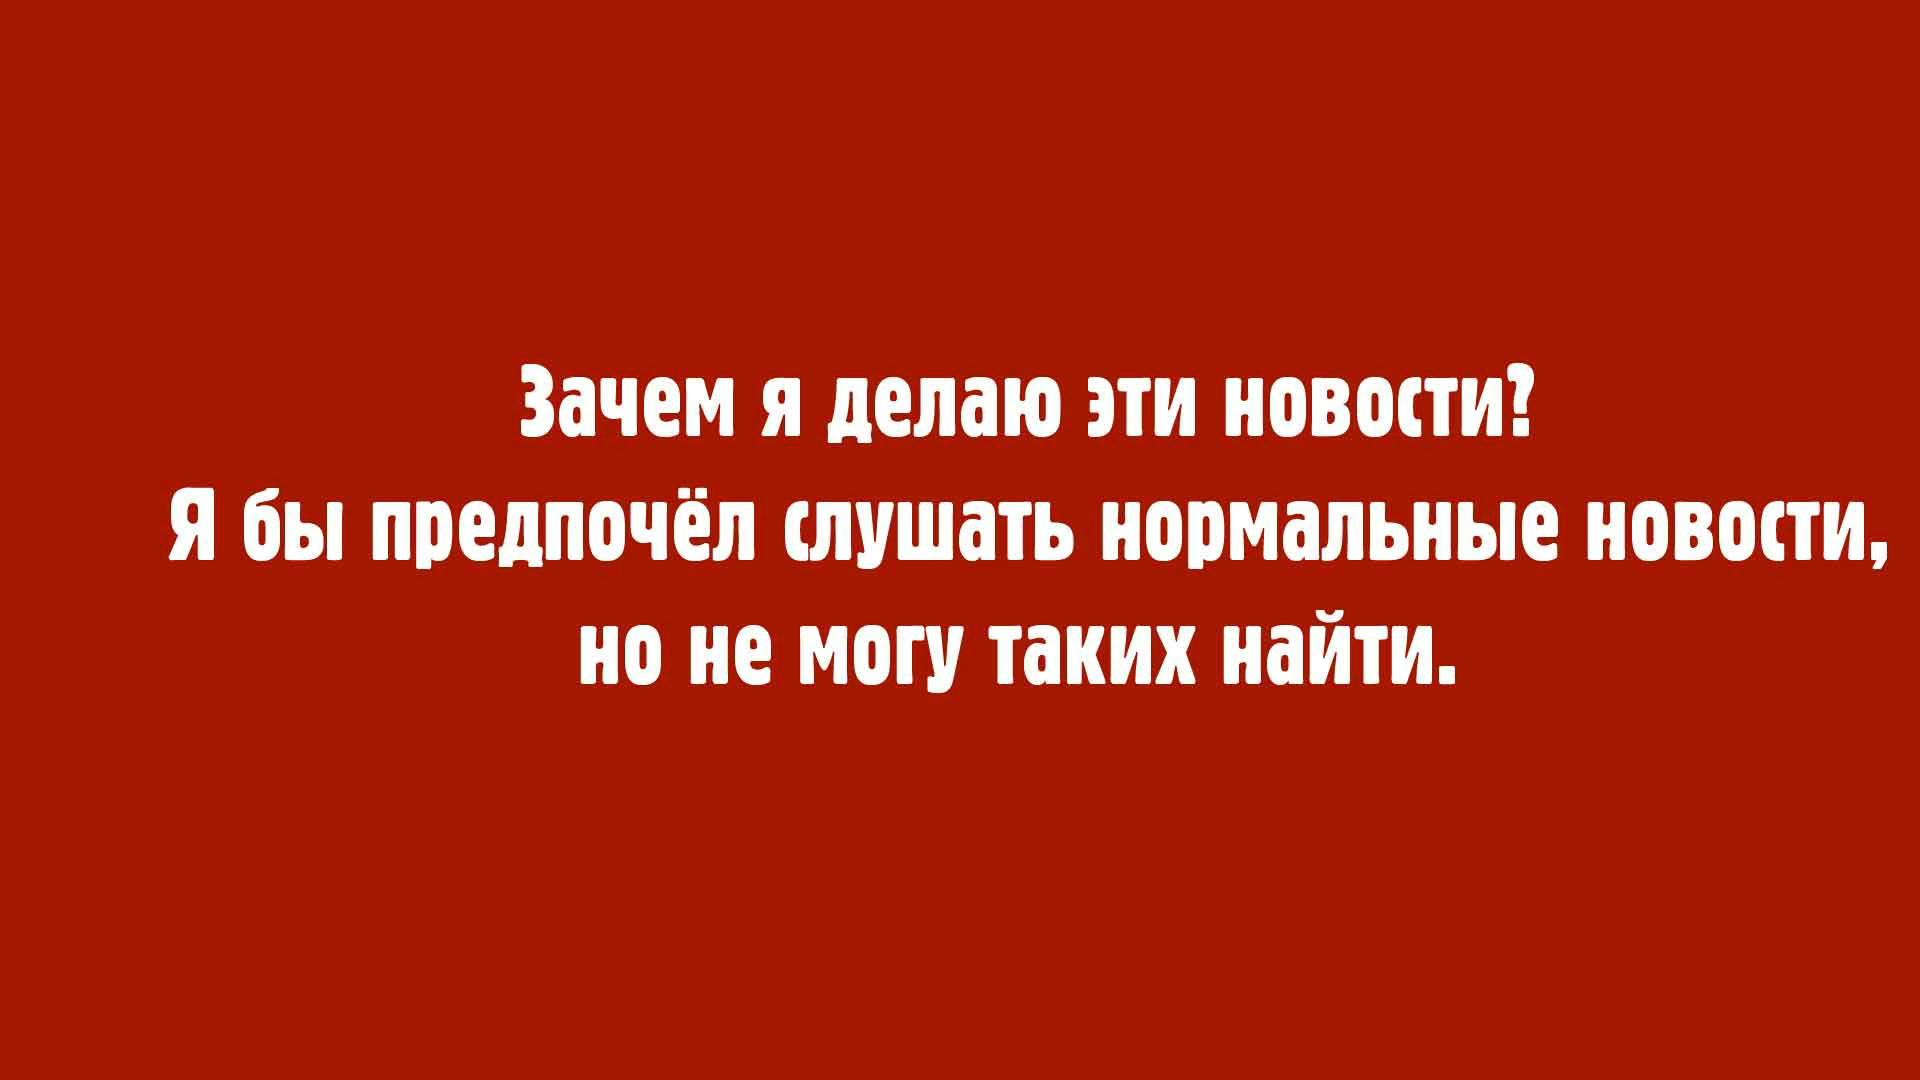 Зачем я делаю эти новости?
Я бы предпочёл слушать нормальные новости,
но не могу таких найти.